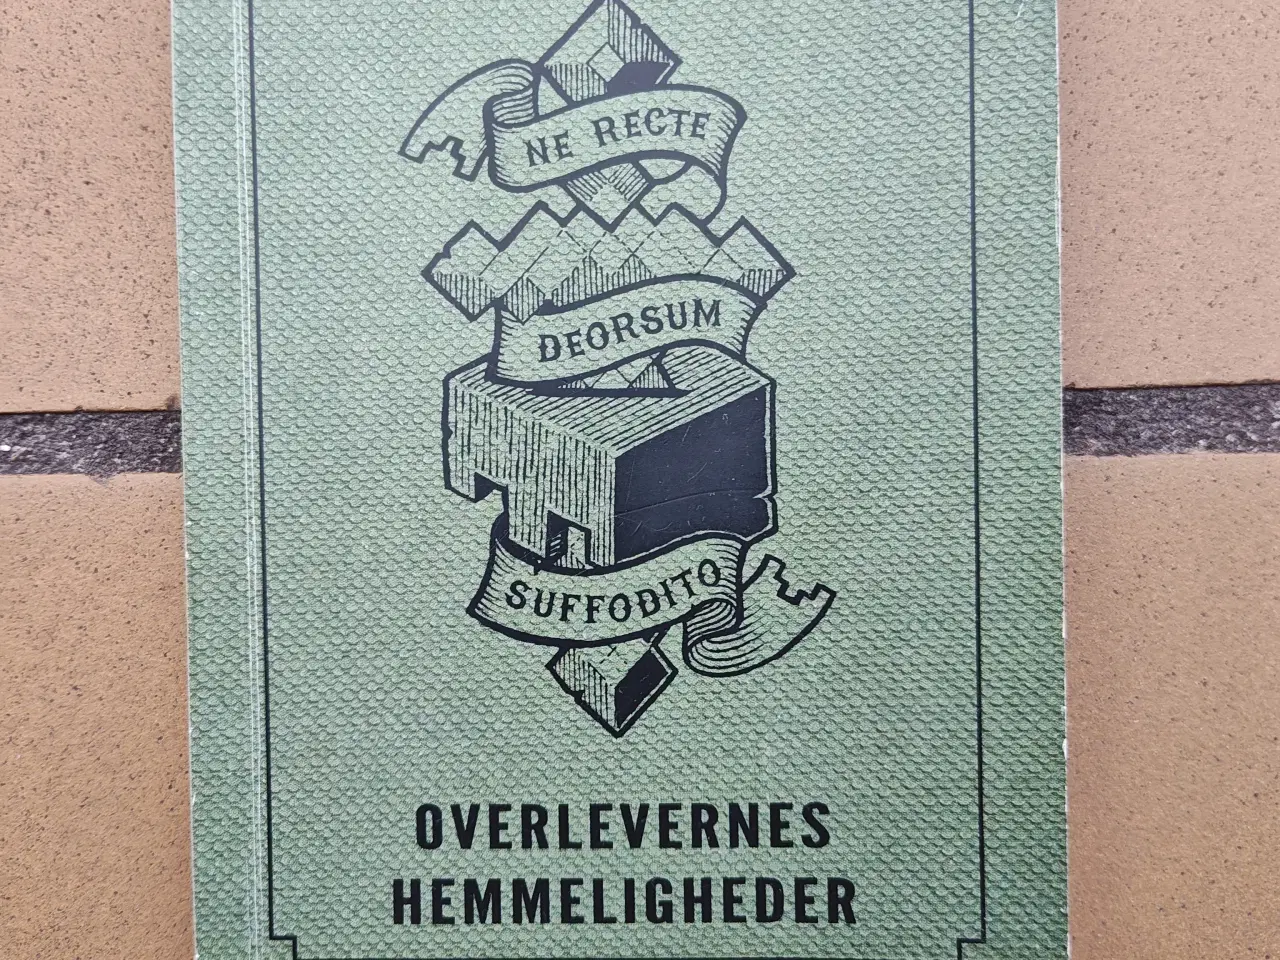 NE RECTE
DEORSUM
SUFFODITO
OVERLEVERNES
HEMMELIGHEDER